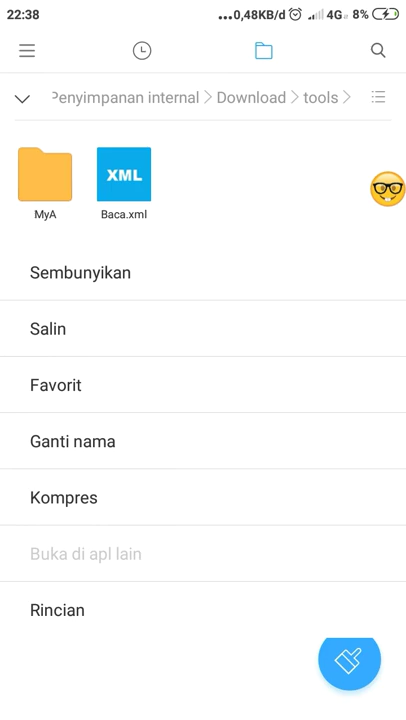 22:38
...0,48KB/d 4G 8%
Penyimpanan internal > Download > tools >
XML
MyA
Baca.xml
Sembunyikan
Salin
Favorit
Ganti nama
Kompres
Buka di apl lain
Rincian